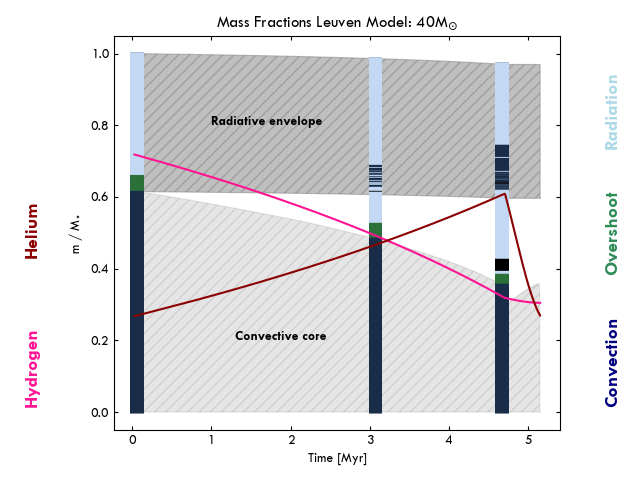 Mass Fractions Leuven Model: 40M☉
1.0
0.8
0.6
0.4
0.2
0.0
m / M⋆
Radiative envelope
Convective core
0 1 2 3 4 5
Time [Myr]
Helium
Hydrogen
Radiation
Overshoot
Convection